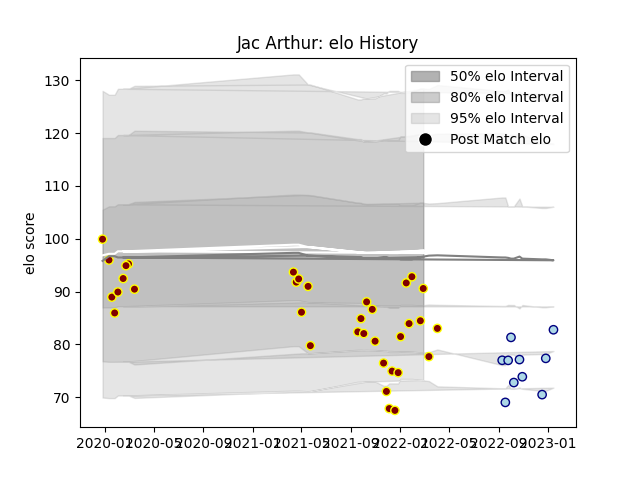 Jac Arthur: elo History
130
120
110
100
90
80
70
elo score
50% elo Interval
80% elo Interval
95% elo Interval
Post Match elo
2020-01
2020-05
2020-09
2021-01
2021-05
2021-09
2022-01
2022-05
2022-09
2023-01